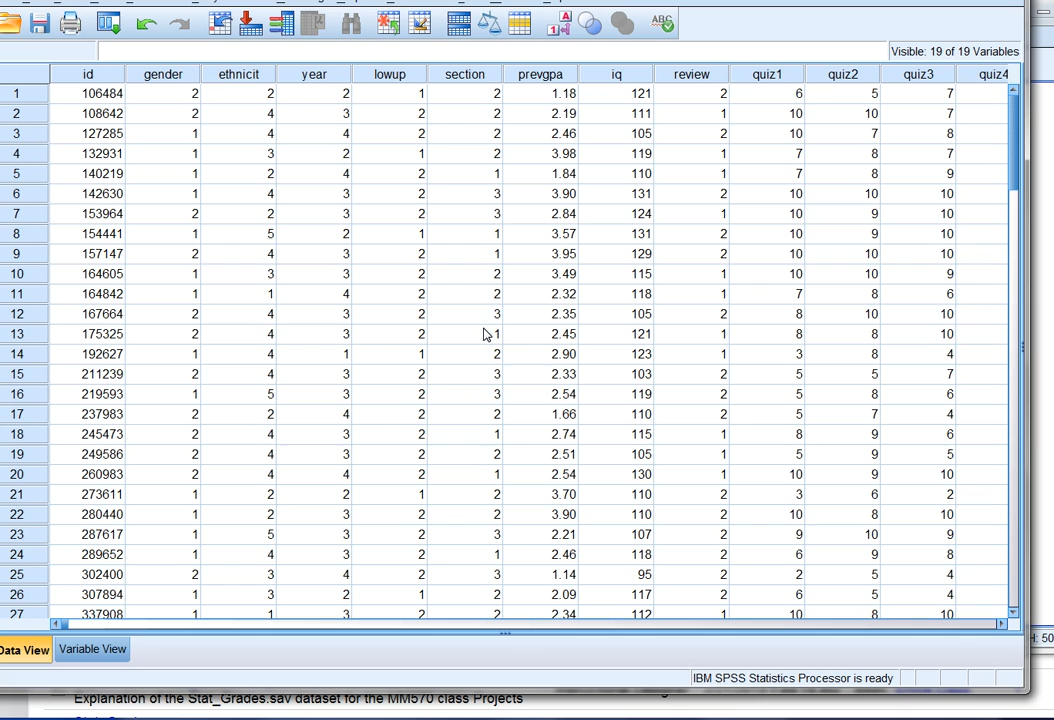 Visible: 19 of 19 Variables
id gender ethnicit year lowup section prevgpa iq review quiz1 quiz2 quiz3 quiz4
1 106484 2 2 2 1 2 1.18 121 2 6 5 7
2 108642 2 4 3 2 2 2.19 111 1 10 10 7
3 127285 1 4 4 2 2 2.46 105 2 10 7 8
4 132931 1 3 2 1 2 3.98 119 1 7 8 7
5 140219 1 2 4 2 1 1.84 110 1 7 8 9
6 142630 1 4 3 2 3 3.90 131 2 10 10 10
7 153964 2 2 3 2 3 2.84 124 1 10 9 10
8 154441 1 5 2 1 1 3.57 131 2 10 9 10
9 157147 2 4 3 2 1 3.95 129 2 10 10 10
10 164605 1 3 3 2 2 3.49 115 1 10 10 9
11 164842 1 1 4 2 2 2.32 118 1 7 8 6
12 167664 2 4 3 2 3 2.35 105 2 8 10 10
13 175325 2 4 3 2 1 2.45 121 1 8 8 10
14 192627 1 4 1 1 2 2.90 123 1 3 8 4
15 211239 2 4 3 2 3 2.33 103 2 5 5 7
16 219593 1 5 3 2 3 2.54 119 2 5 8 6
17 237983 2 2 4 2 2 1.66 110 2 5 7 4
18 245473 2 4 3 2 1 2.74 115 1 8 9 6
19 249586 2 4 3 2 2 2.51 105 1 5 9 5
20 260983 2 4 4 2 1 2.54 130 1 10 9 10
21 273611 1 2 2 1 2 3.70 110 2 3 6 2
22 280440 1 2 3 2 2 3.90 110 2 10 8 10
23 287617 1 5 3 2 3 2.21 107 2 9 10 9
24 289652 1 4 3 2 1 2.46 118 2 6 9 8
25 302400 2 3 4 2 3 1.14 95 2 2 5 4
26 307894 1 3 2 1 2 2.09 117 2 6 5 4
27 337908 1 1 3 2 2 2.34 112 1 10 8 10
H: 50
Data View Variable View
IBM SPSS Statistics Processor is ready
Explanation of the Stat_Grades.sav dataset for the MM570 class Projects